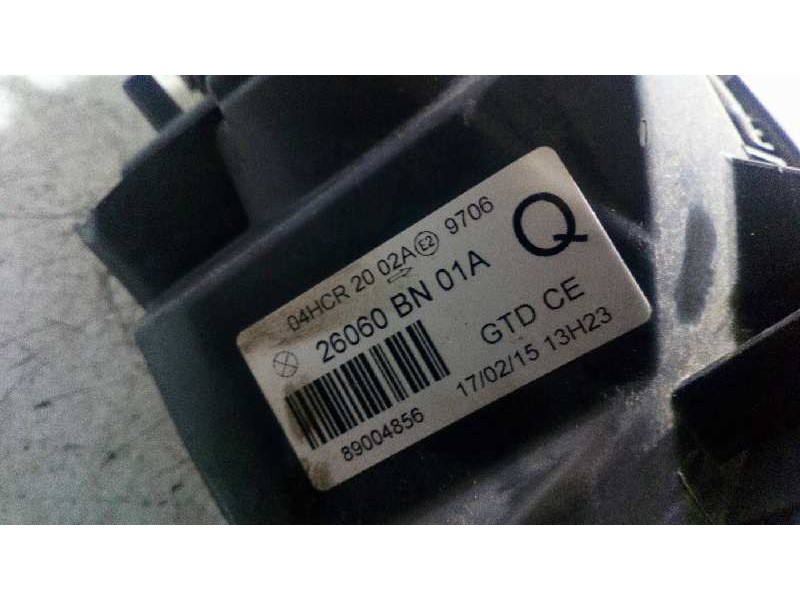 04HCR 20 02A E2 9706
26060 BN 01A
Q
GTD CE
17/02/15 13H23
89004856